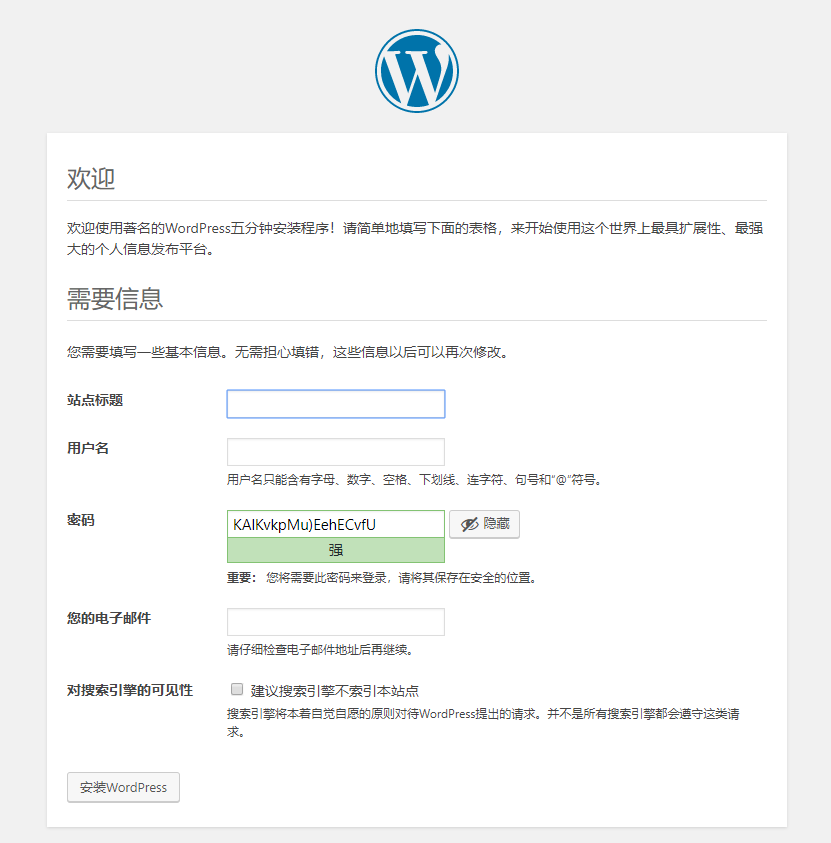 欢迎
欢迎使用著名的WordPress五分钟安装程序！请简单地填写下面的表格，来开始使用这个世界上最具扩展性、最强
大的个人信息发布平台。
需要信息
您需要填写一些基本信息。无需担心填错，这些信息以后可以再次修改。
站点标题
用户名
用户名只能含有字母、数字、空格、下划线、连字符、句号和“@”符号。
密码
KAlKvkpMu)EehECvfU
隐藏
强
重要： 您将需要此密码来登录，请将其保存在安全的位置。
您的电子邮件
请仔细检查电子邮件地址后再继续。
对搜索引擎的可见性
建议搜索引擎不索引本站点
搜索引擎将本着自觉自愿的原则对待WordPress提出的请求。并不是所有搜索引擎都会遵守这类请
求。
安装WordPress